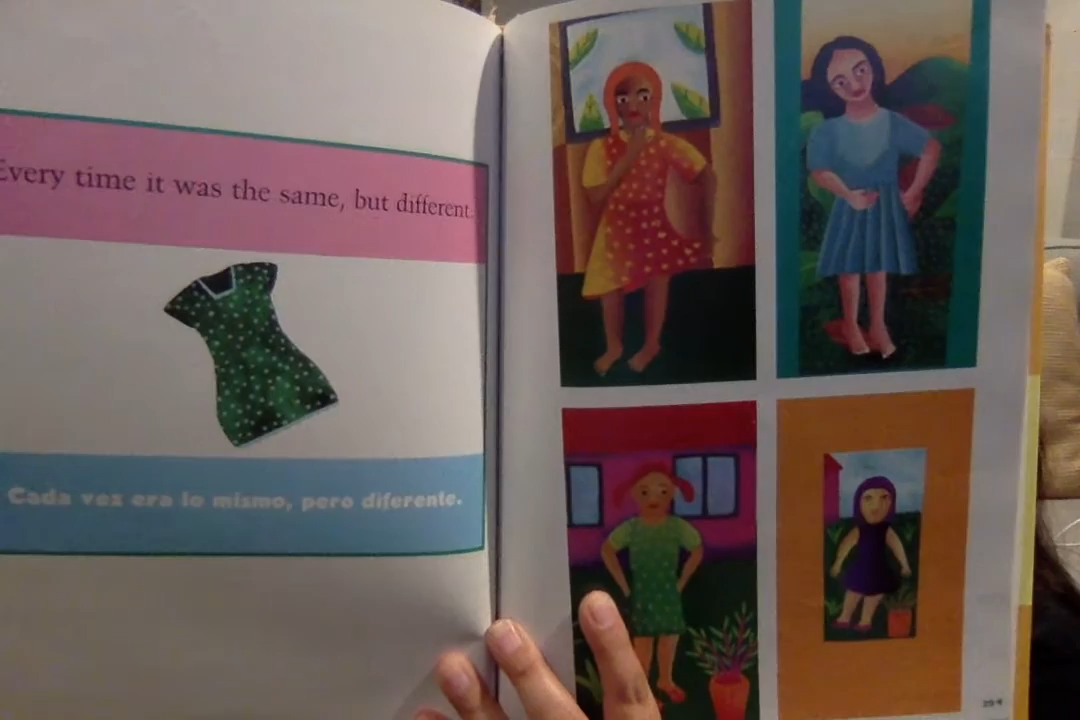 Every time it was the same, but different.
Cada vez era lo mismo, pero diferente.